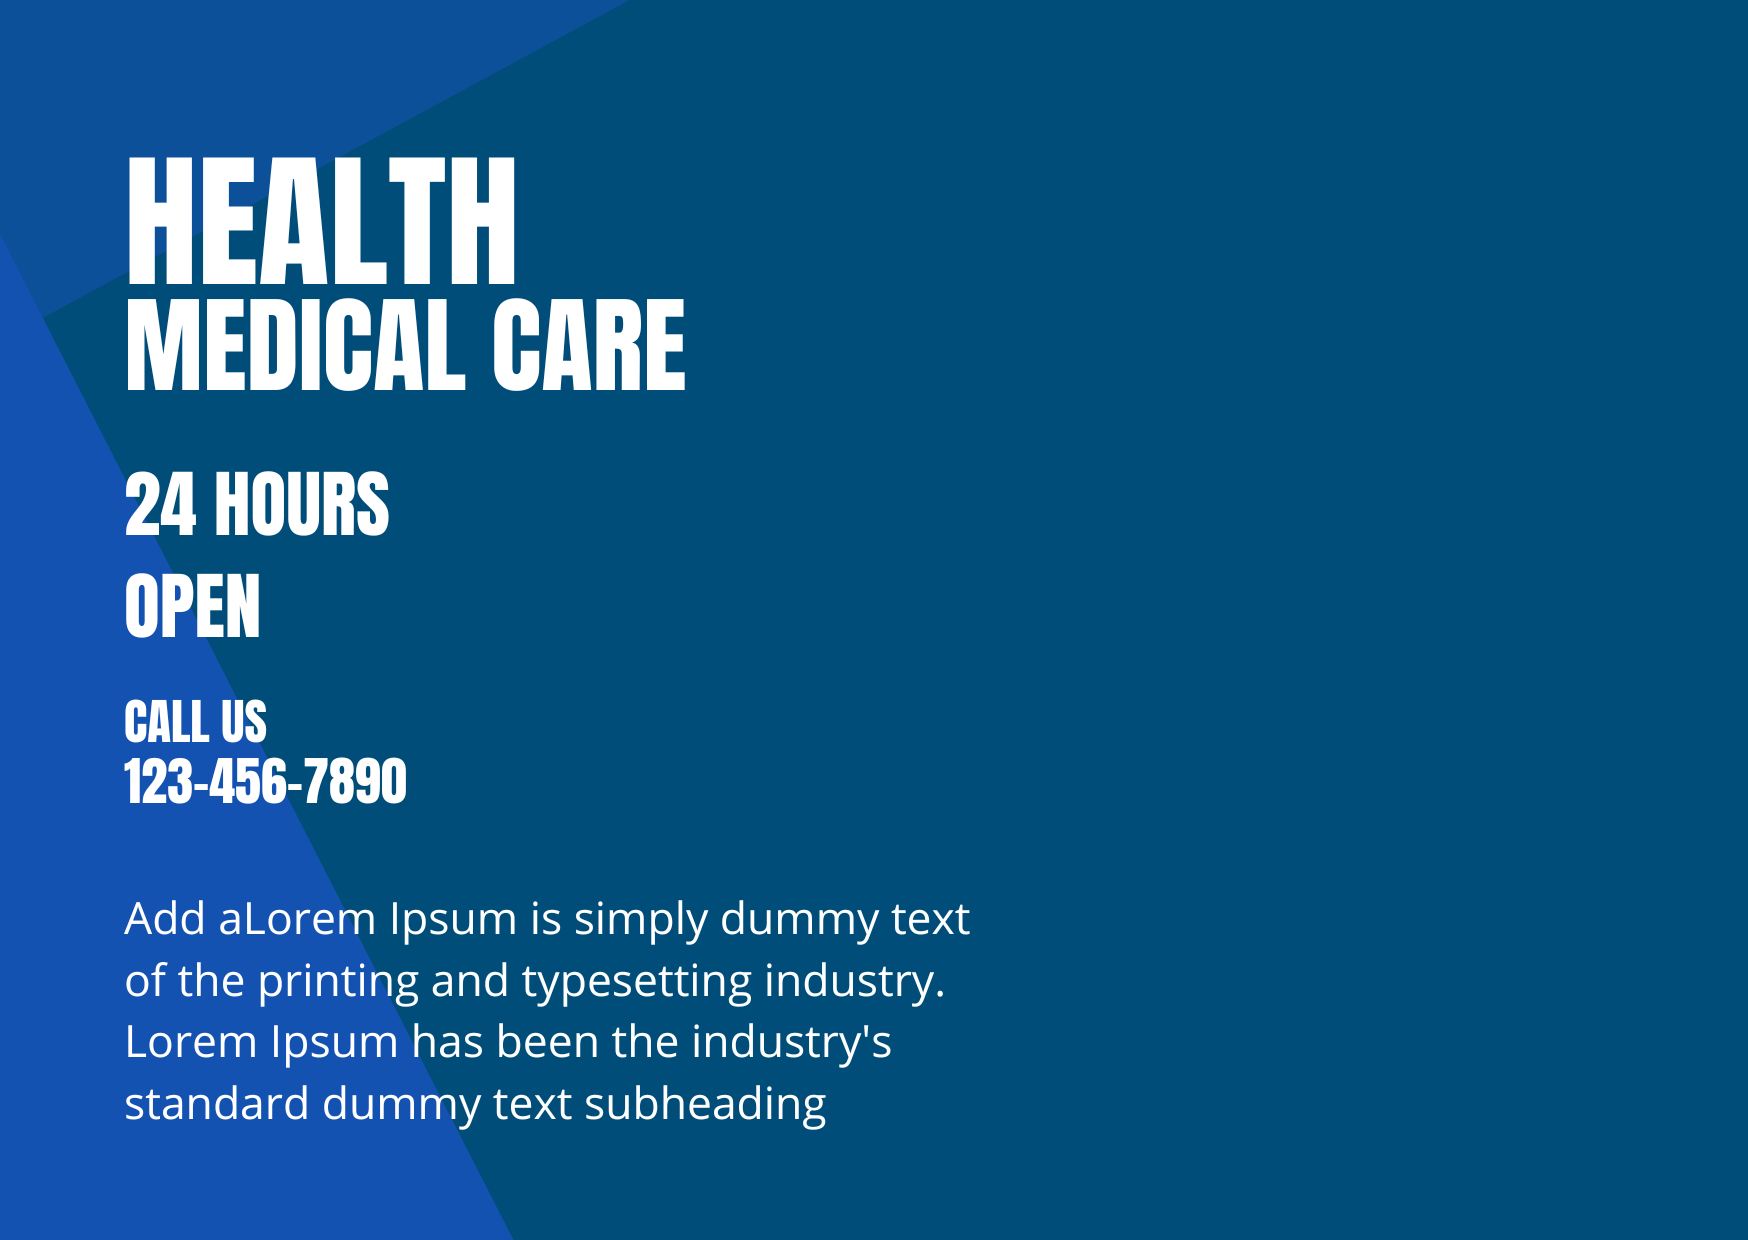 HEALTH
MEDICAL CARE
24 HOURS
OPEN
CALL US
123-456-7890
Add aLorem Ipsum is simply dummy text
of the printing and typesetting industry.
Lorem Ipsum has been the industry's
standard dummy text subheading